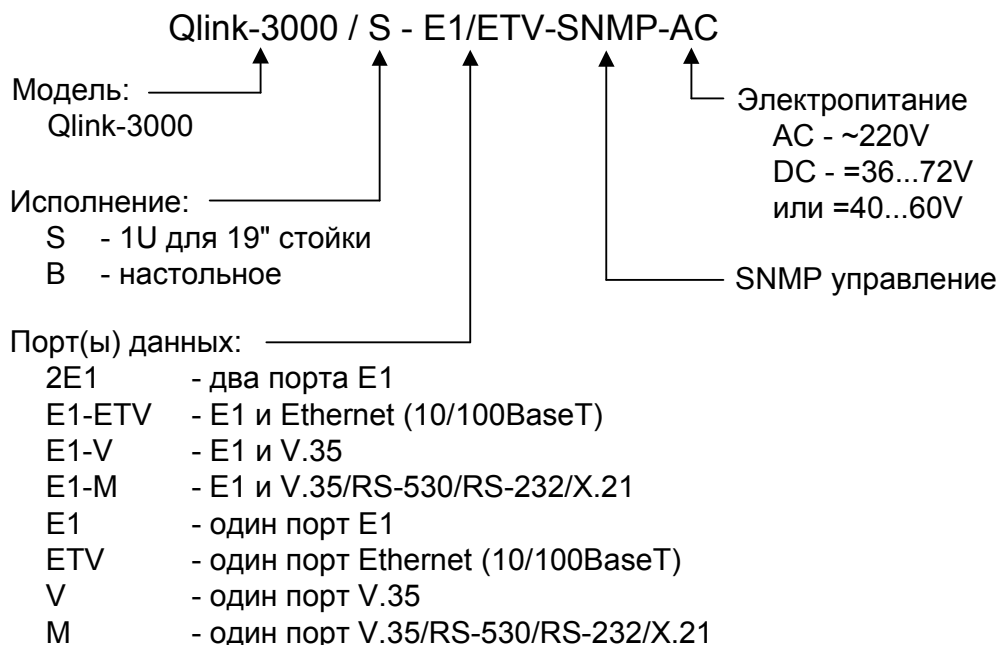 Qlink-3000 / S - E1/ETV-SNMP-AC
Модель:
Qlink-3000
Электропитание
AC - ~220V
DC - =36...72V
или =40...60V
Исполнение:
S - 1U для 19" стойки
B - настольное
SNMP управление
Порт(ы) данных:
2E1 - два порта E1
E1-ETV - E1 и Ethernet (10/100BaseT)
E1-V - E1 и V.35
E1-M - E1 и V.35/RS-530/RS-232/X.21
E1 - один порт E1
ETV - один порт Ethernet (10/100BaseT)
V - один порт V.35
M - один порт V.35/RS-530/RS-232/X.21